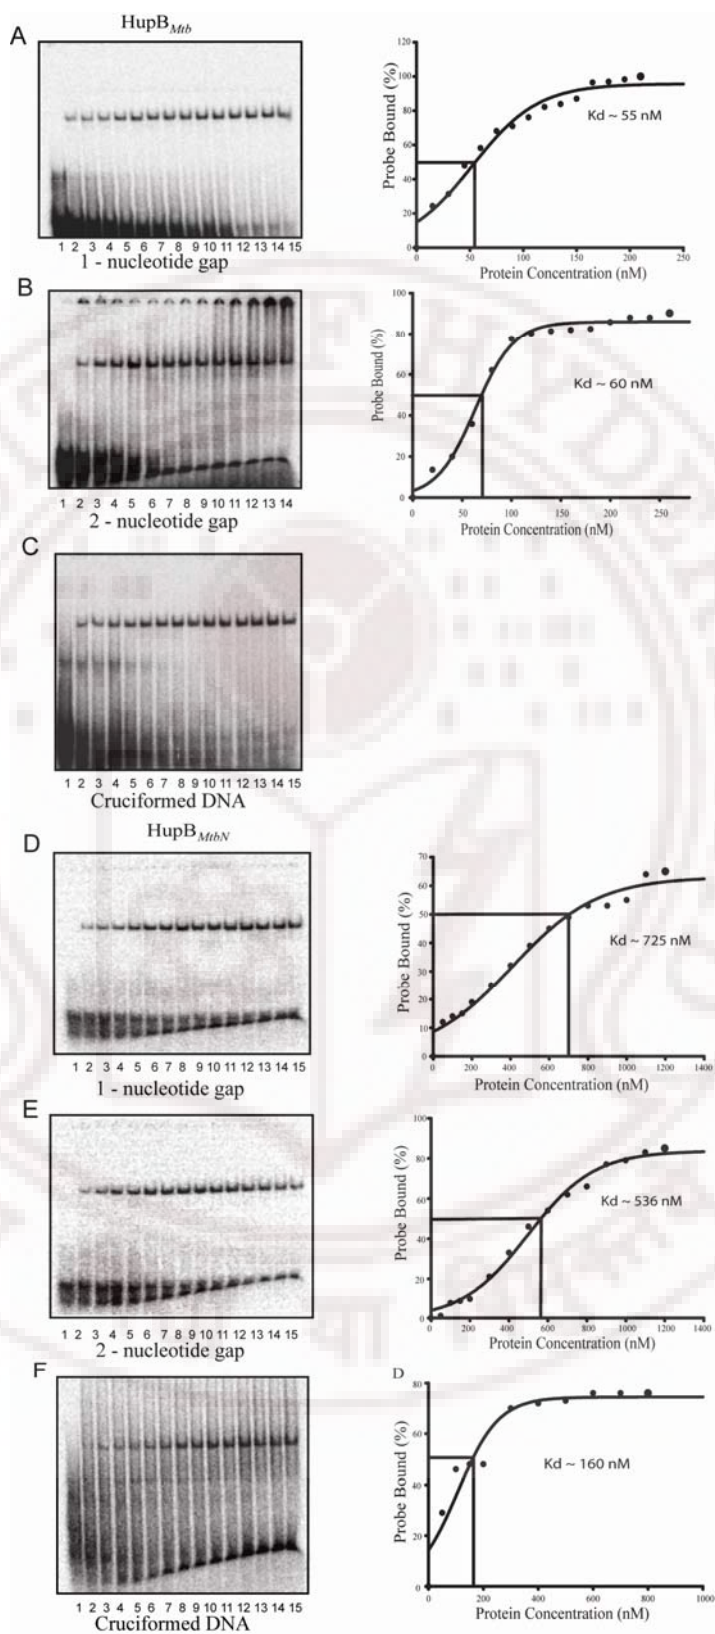 A
HupB Mtb
1 2 3 4 5 6 7 8 9 10 11 12 13 14 15
1 - nucleotide gap
120
100
80
60
40
20
0
Probe Bound (%)
Kd ~ 55 nM
0 50 100 150 200 250
Protein Concentration (nM)
B
1 2 3 4 5 6 7 8 9 10 11 12 13 14
2 - nucleotide gap
100
80
60
40
20
0
Probe Bound (%)
Kd ~ 60 nM
0 50 100 150 200 250
Protein Concentration (nM)
C
1 2 3 4 5 6 7 8 9 10 11 12 13 14 15
Cruciformed DNA
HupB MtbN
D
1 2 3 4 5 6 7 8 9 10 11 12 13 14 15
1 - nucleotide gap
70
60
50
40
30
20
10
0
Probe Bound (%)
Kd ~ 725 nM
0 200 400 600 800 1000 1200 1400
Protein Concentration (nM)
E
1 2 3 4 5 6 7 8 9 10 11 12 13 14 15
2 - nucleotide gap
100
80
60
40
20
0
Probe Bound (%)
Kd ~ 536 nM
0 200 400 600 800 1000 1200 1400
Protein Concentration (nM)
F
1 2 3 4 5 6 7 8 9 10 11 12 13 14 15
Cruciformed DNA
D
80
60
40
20
0
Probe Bound (%)
Kd ~ 160 nM
0 200 400 600 800 1000
Protein Concentration (nM)